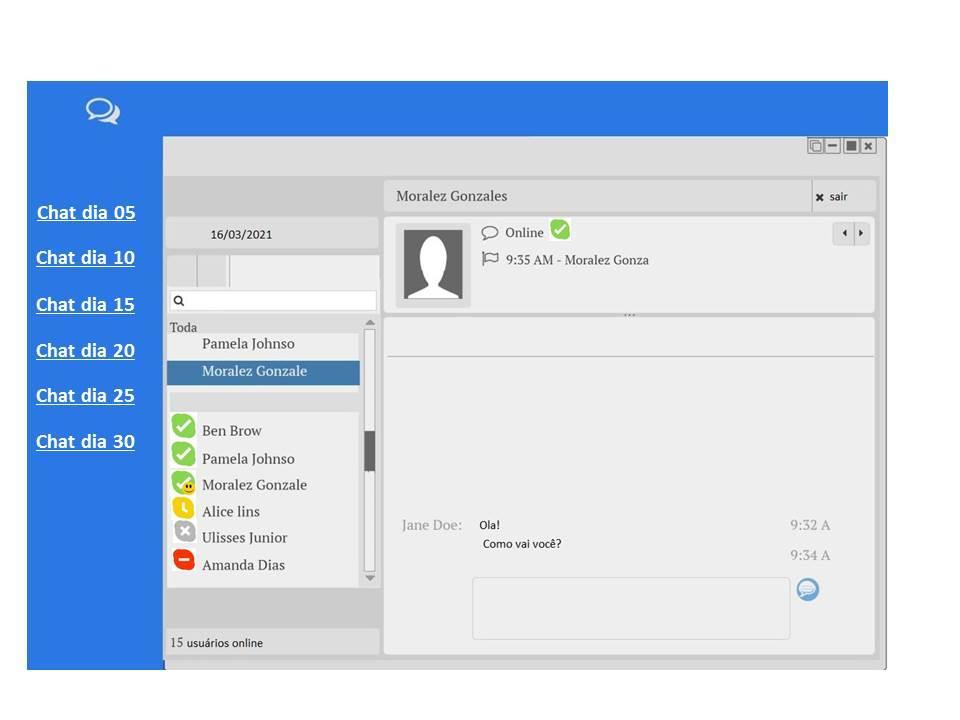 Chat dia 05
Chat dia 10
Chat dia 15
Chat dia 20
Chat dia 25
Chat dia 30
16/03/2021
Toda
Pamela Johnso
Moralez Gonzale
Ben Brow
Pamela Johnso
Moralez Gonzale
Alice lins
Ulisses Junior
Amanda Dias
15 usuários online
Moralez Gonzales
sair
Online
9:35 AM - Moralez Gonza
Jane Doe: Ola! 9:32 A
Como vai você? 9:34 A